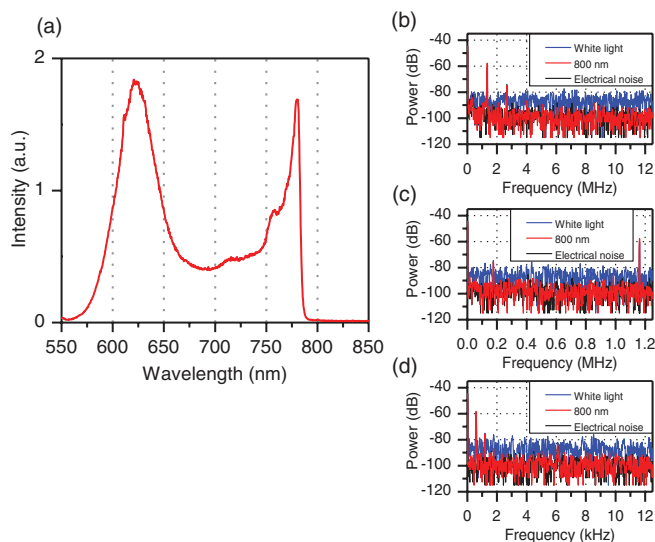 (a)
2
1
0
Intensity (a.u.)
550 600 650 700 750 800 850
Wavelength (nm)
(b)
-40
-60
-80
-100
-120
Power (dB)
White light
800 nm
Electrical noise
0 2 4 6 8 10 12
Frequency (MHz)
(c)
-40
-60
-80
-100
-120
Power (dB)
White light
800 nm
Electrical noise
0.0 0.2 0.4 0.6 0.8 1.0 1.2
Frequency (MHz)
(d)
-40
-60
-80
-100
-120
Power (dB)
White light
800 nm
Electrical noise
0 2 4 6 8 10 12
Frequency (kHz)